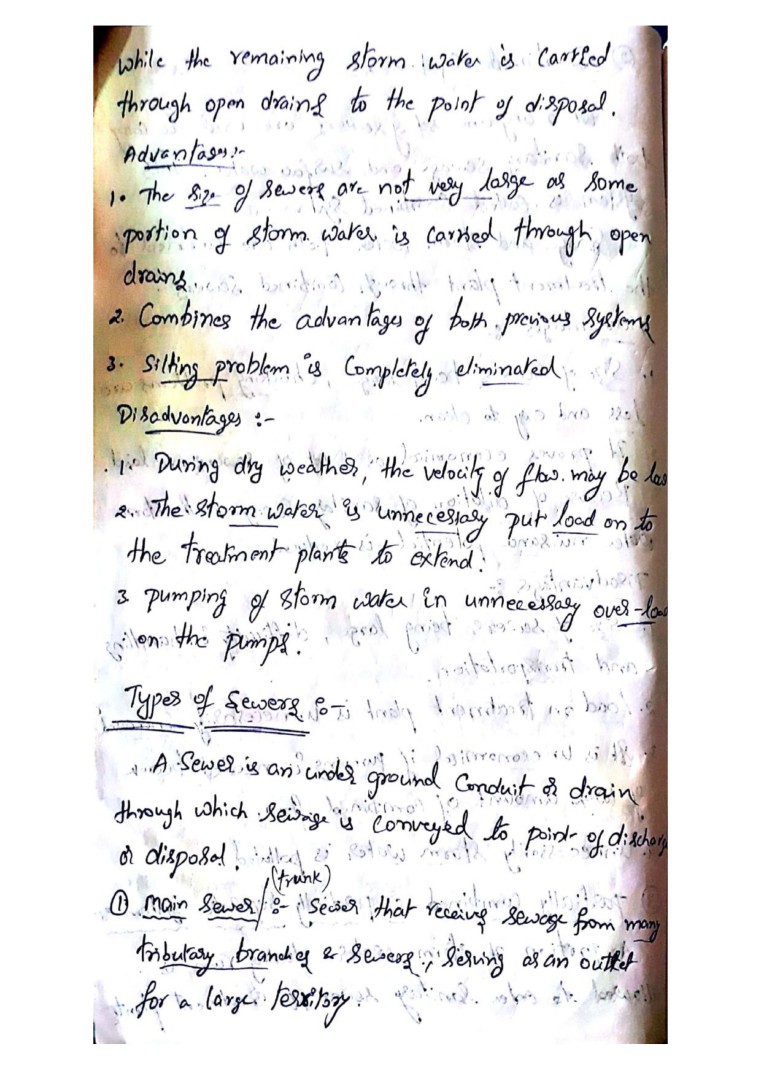 while the remaining storm water is carried
through open drains to the point of disposal.
Advantages:-
1. The size of sewers are not very large as some
portion of storm water is carried through open
drains
2. Combines the advantages of both previous systems
3. Silting problem is completely eliminated
Disadvantages :-
1. During dry weather, the velocity of flow may be
2. The storm water is unnecessary put load on to
the treatment plants to extend.
3 pumping of storm water in unnecessary over-
on the pumps.
Types of Sewers :-
A Sewer is an under ground Conduit or drain
through which sewage is conveyed to point of
or disposal.
(trunk)
① main sewer/ :- sewer that receives sewage from many
tributary branches & sewers, serving as an outlet
for a large territory.